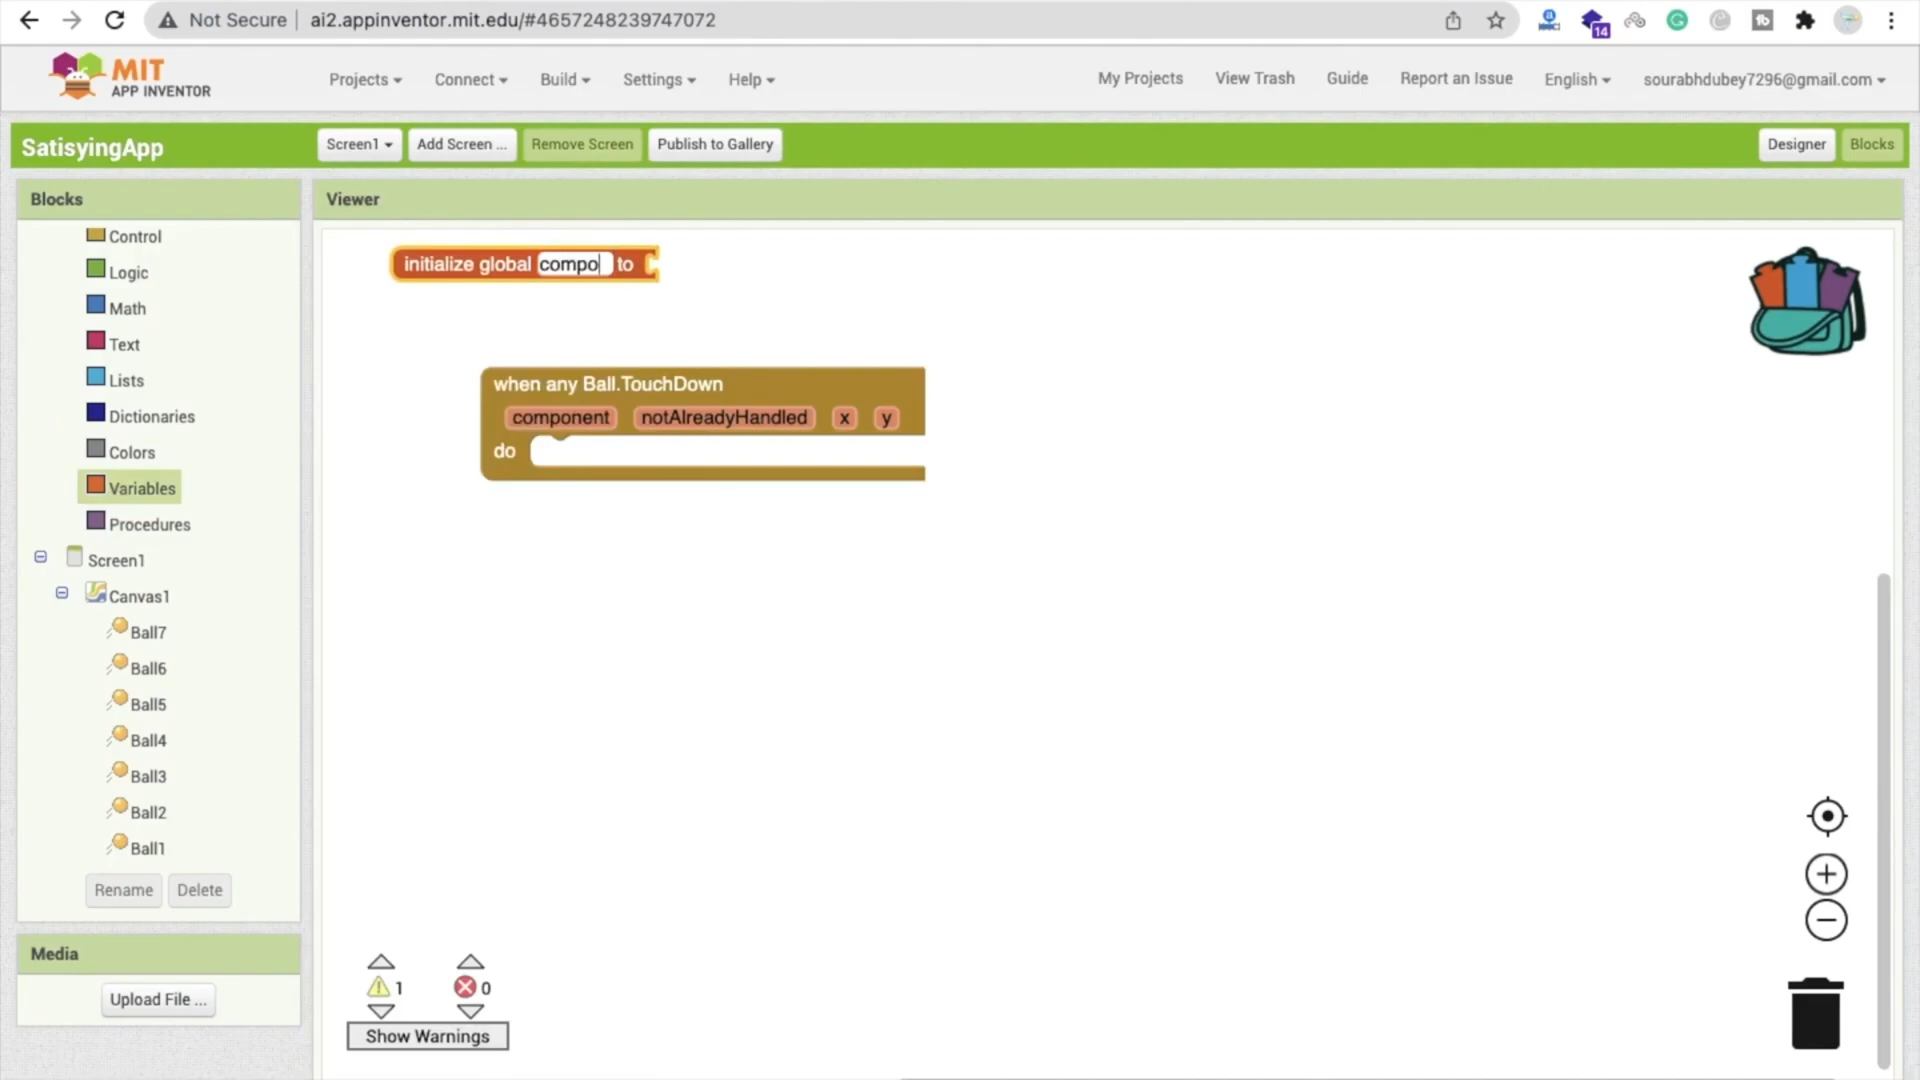 Not Secure ai2.appinventor.mit.edu/#4657248239747072
14
MIT
APP INVENTOR
Projects Connect Build Settings Help My Projects View Trash Guide Report an Issue English sourabhdubey7296@gmail.com
SatisyingApp Screen1 Add Screen ... Remove Screen Publish to Gallery Designer Blocks
Blocks Viewer
Control
Logic
Math
Text
Lists
Dictionaries
Colors
Variables
Procedures
Screen1
Canvas1
Ball7
Ball6
Ball5
Ball4
Ball3
Ball2
Ball1
Rename Delete
Media
Upload File ...
initialize global compo to
when any Ball.TouchDown
component notAlreadyHandled x y
do
1 0
Show Warnings